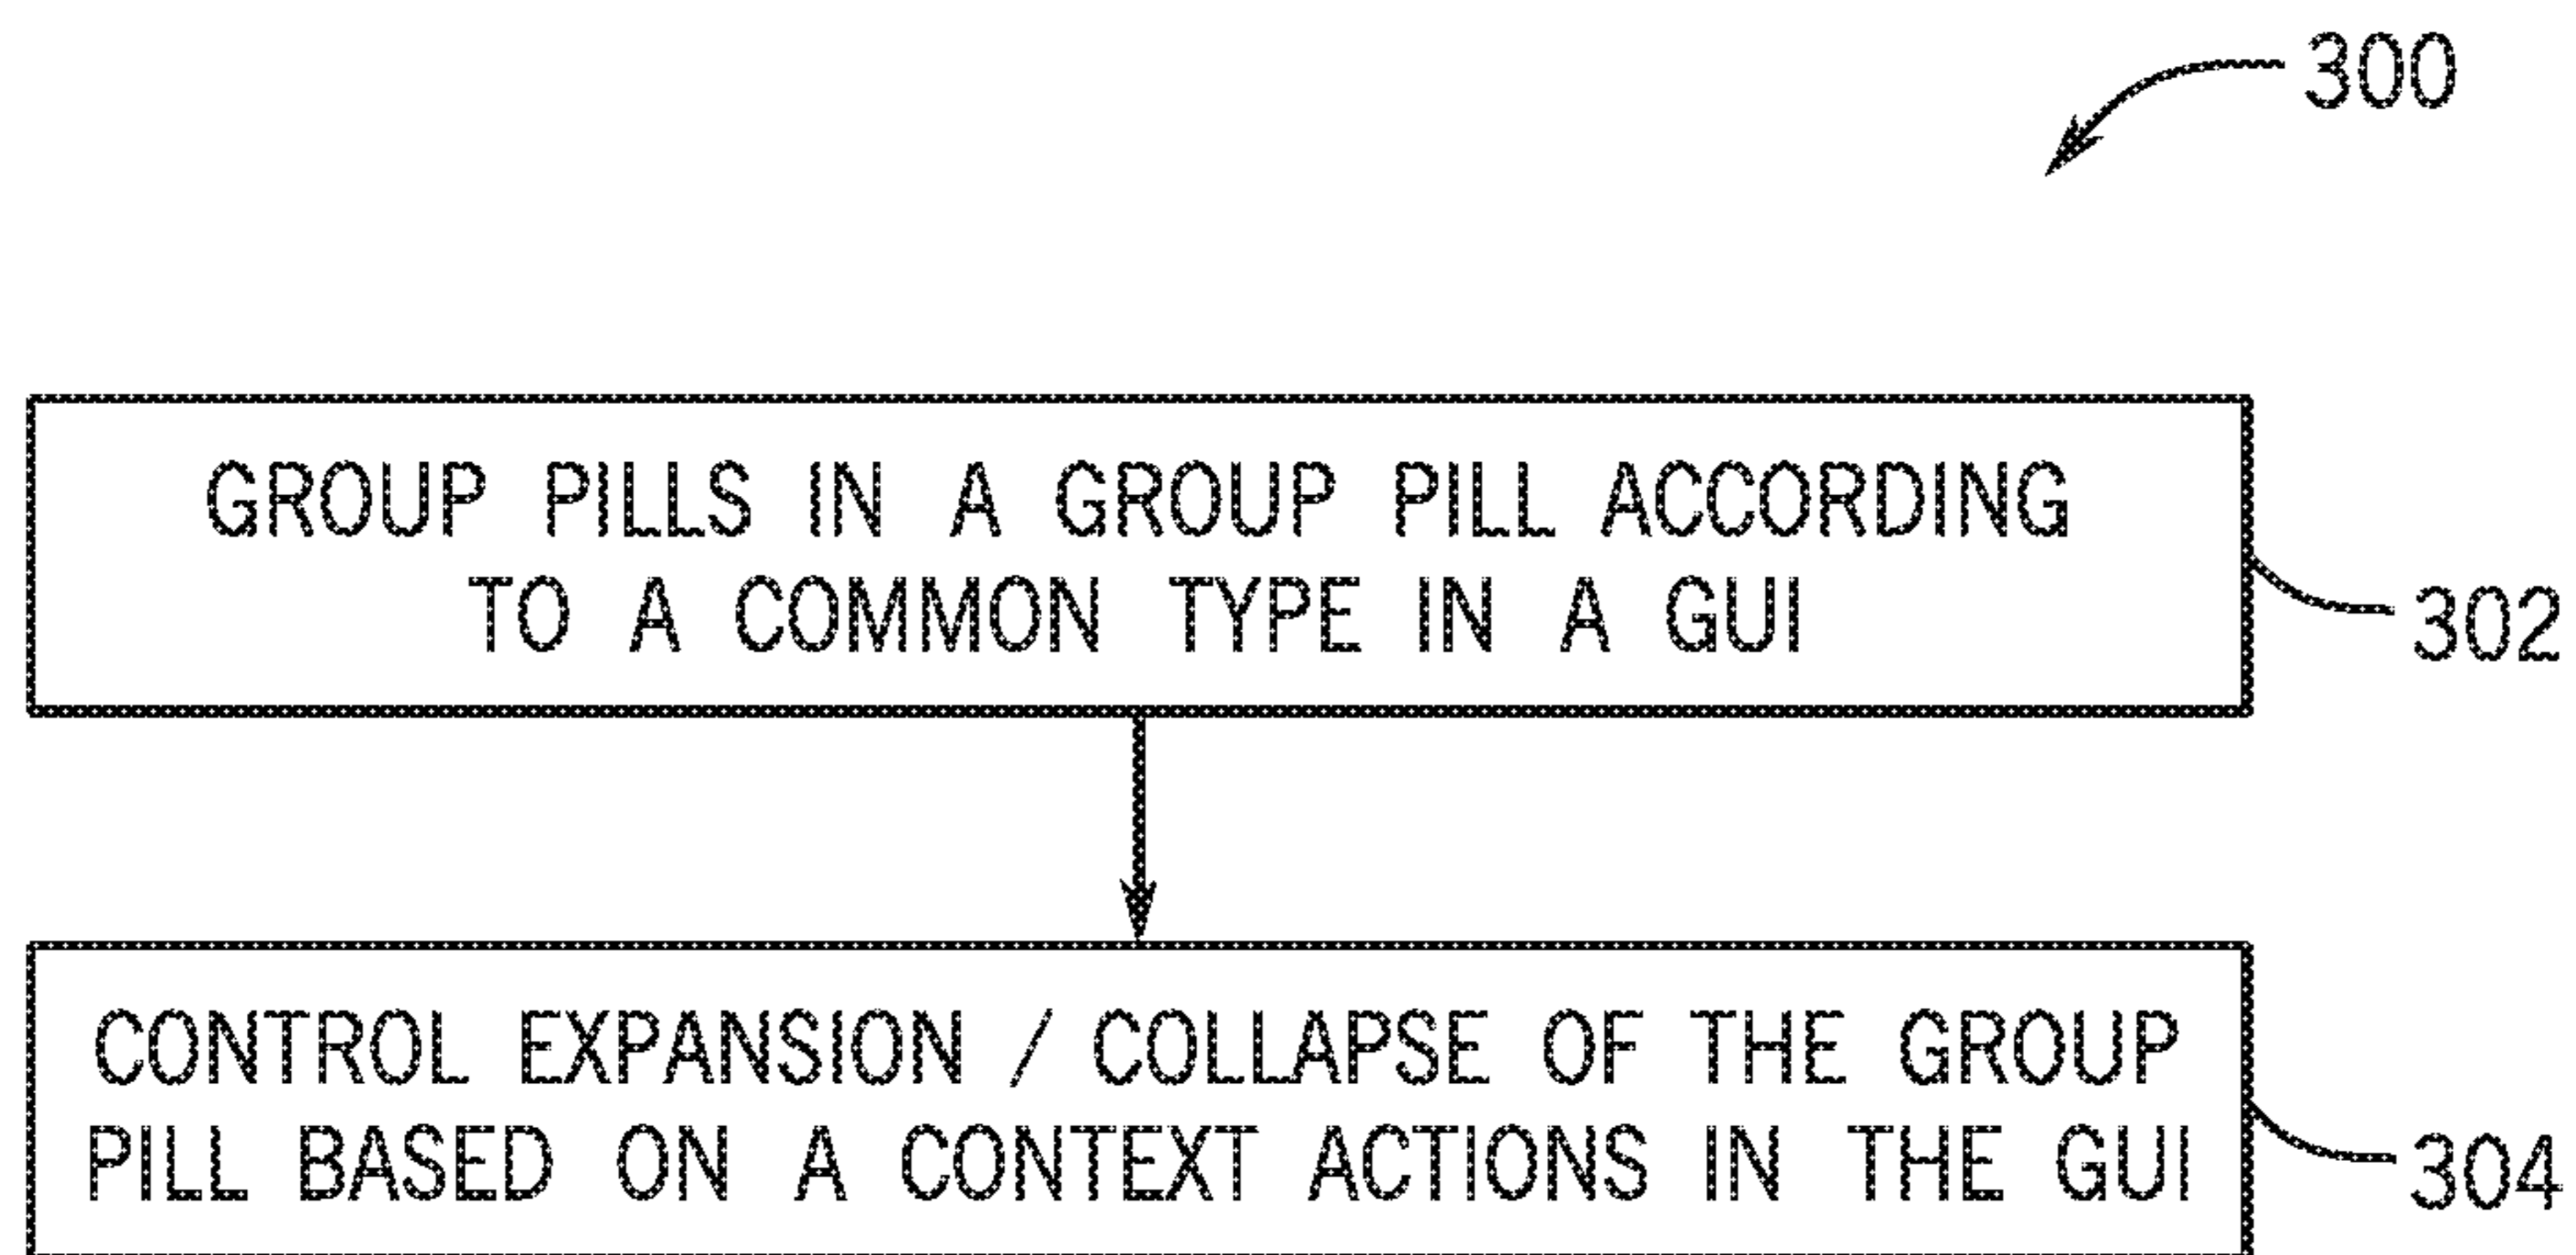 300
GROUP PILLS IN A GROUP PILL ACCORDING
TO A COMMON TYPE IN A GUI
302
CONTROL EXPANSION / COLLAPSE OF THE GROUP
PILL BASED ON A CONTEXT ACTIONS IN THE GUI
304